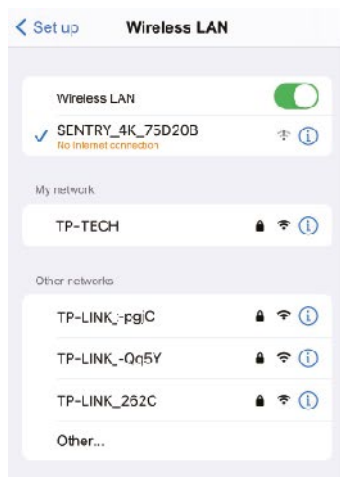 Set up
Wireless LAN
Wireless LAN
SENTRY_4K_75D20B
No Internet connection
My network
TP-TECH
Other networks
TP-LINK_-pgjC
TP-LINK_-Qq5Y
TP-LINK_262C
Other...